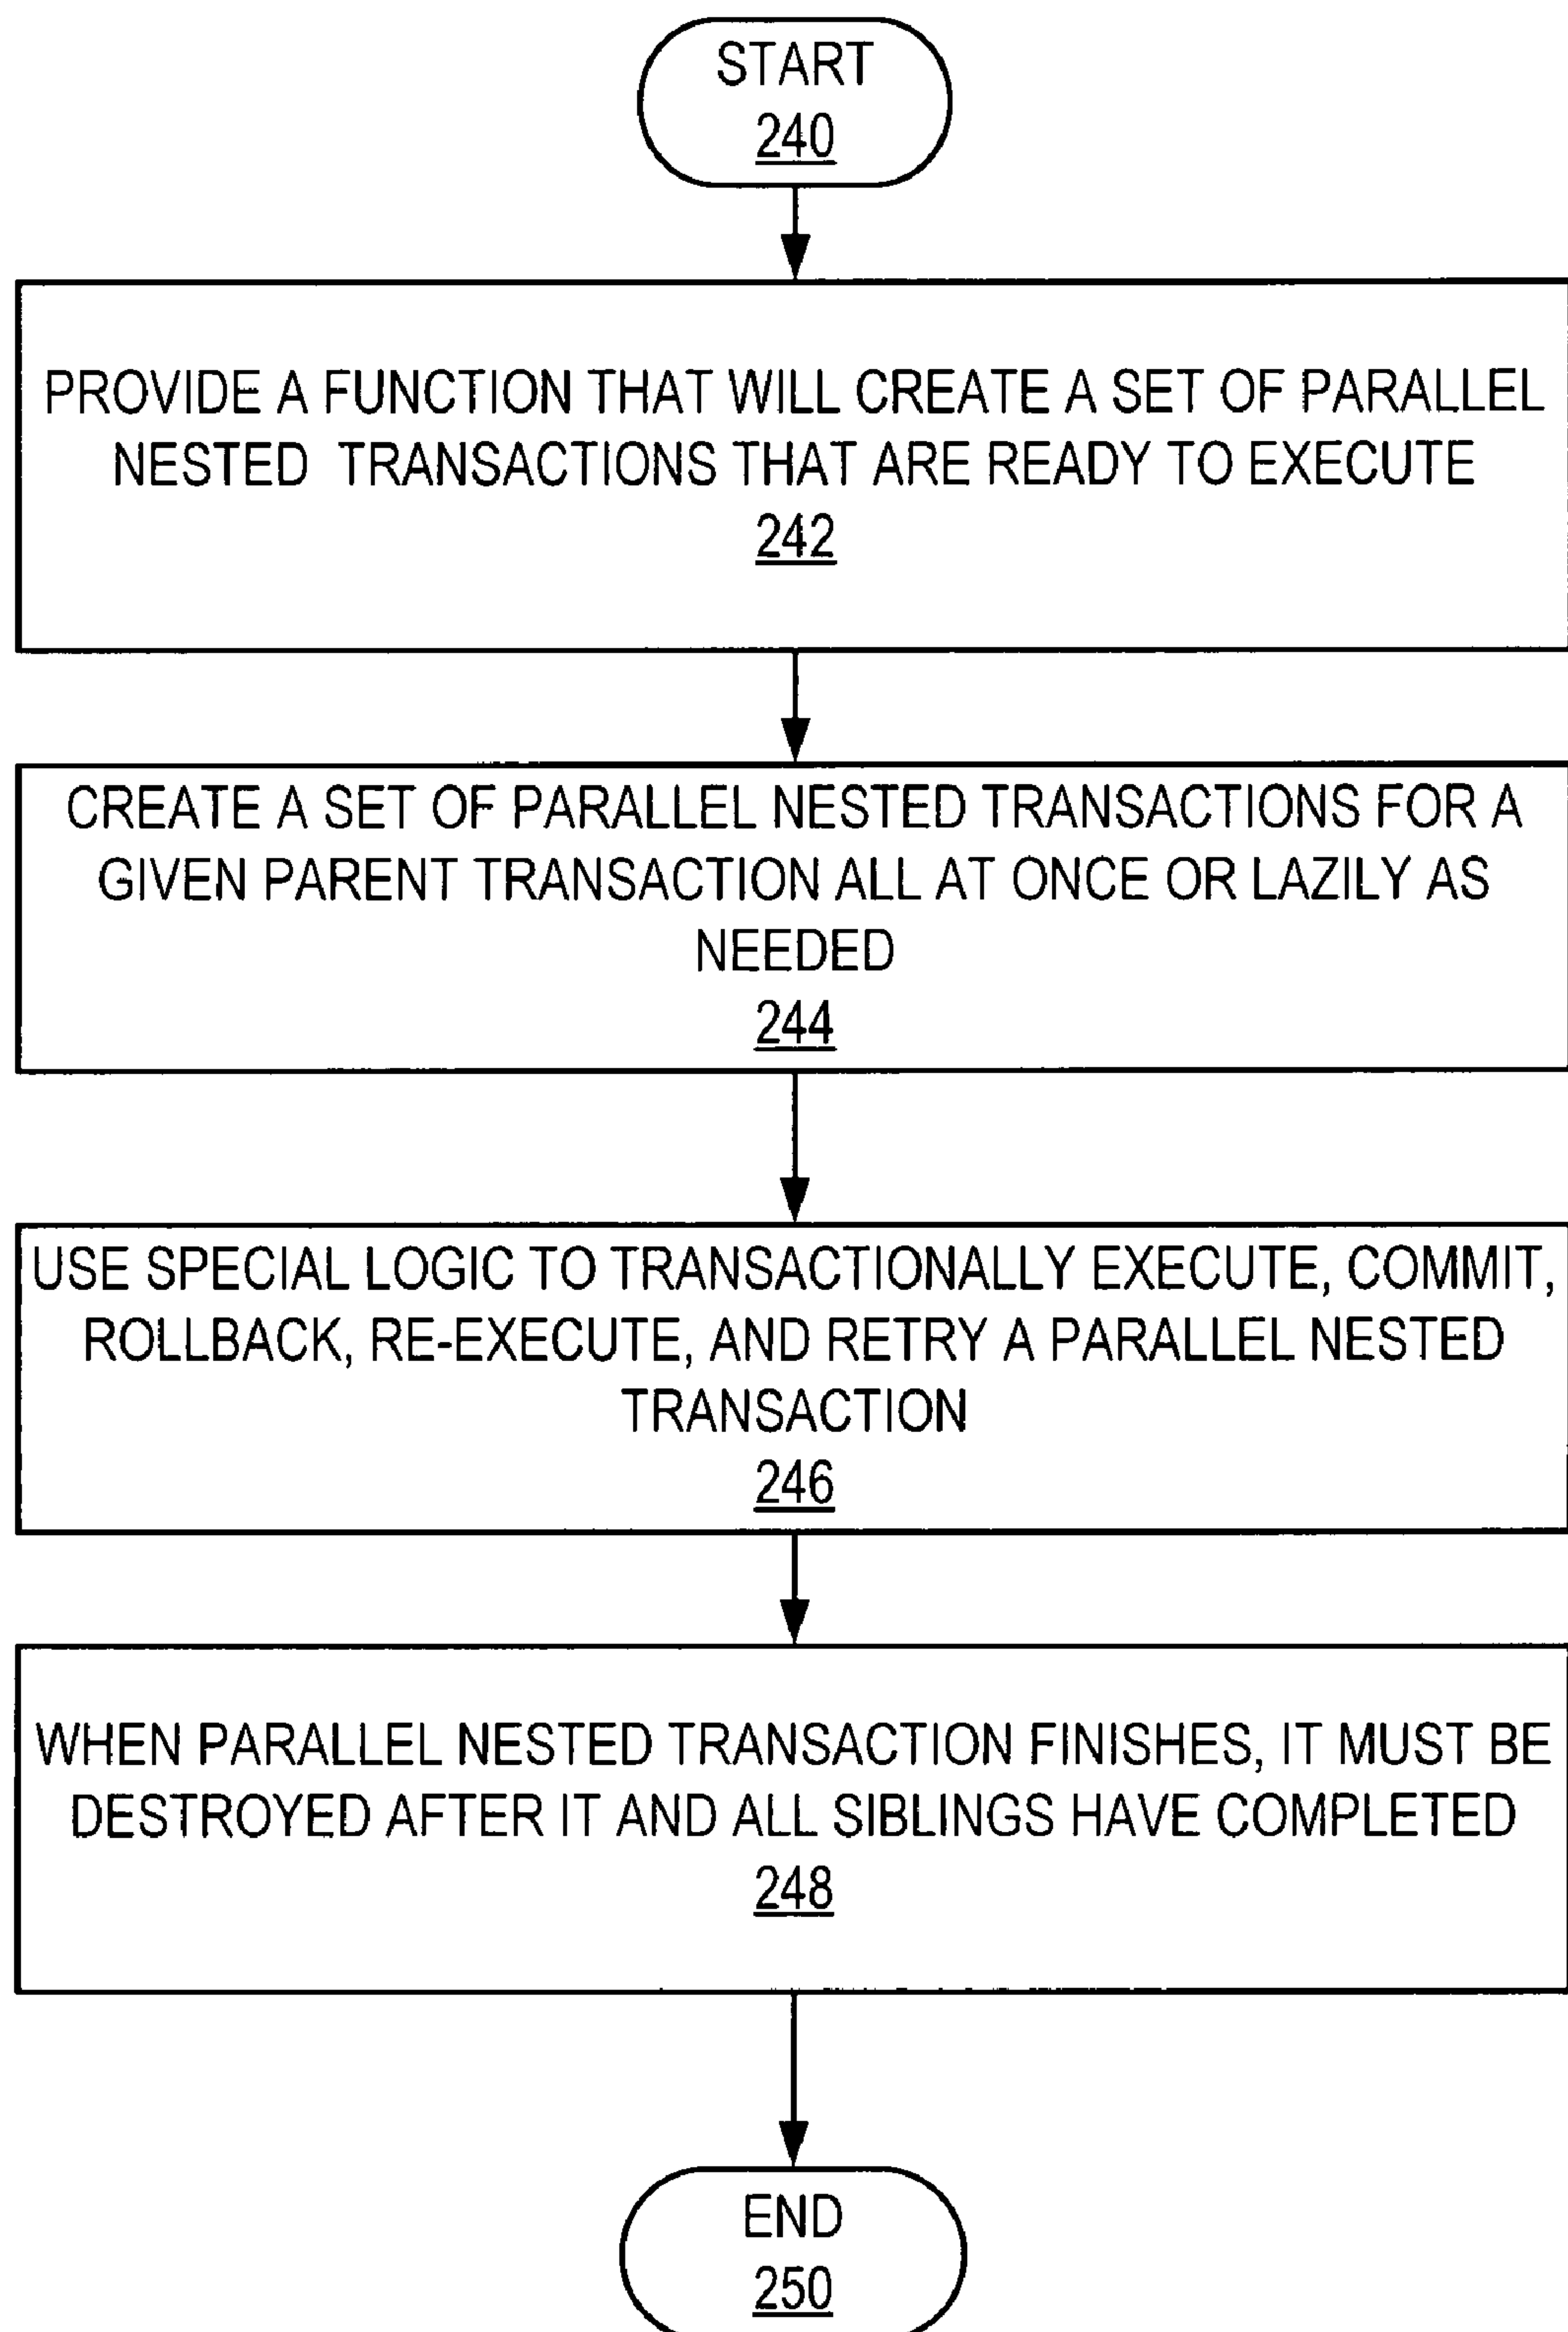 START
240
PROVIDE A FUNCTION THAT WILL CREATE A SET OF PARALLEL
NESTED TRANSACTIONS THAT ARE READY TO EXECUTE
242
CREATE A SET OF PARALLEL NESTED TRANSACTIONS FOR A
GIVEN PARENT TRANSACTION ALL AT ONCE OR LAZILY AS
NEEDED
244
USE SPECIAL LOGIC TO TRANSACTIONALLY EXECUTE, COMMIT,
ROLLBACK, RE-EXECUTE, AND RETRY A PARALLEL NESTED
TRANSACTION
246
WHEN PARALLEL NESTED TRANSACTION FINISHES, IT MUST BE
DESTROYED AFTER IT AND ALL SIBLINGS HAVE COMPLETED
248
END
250